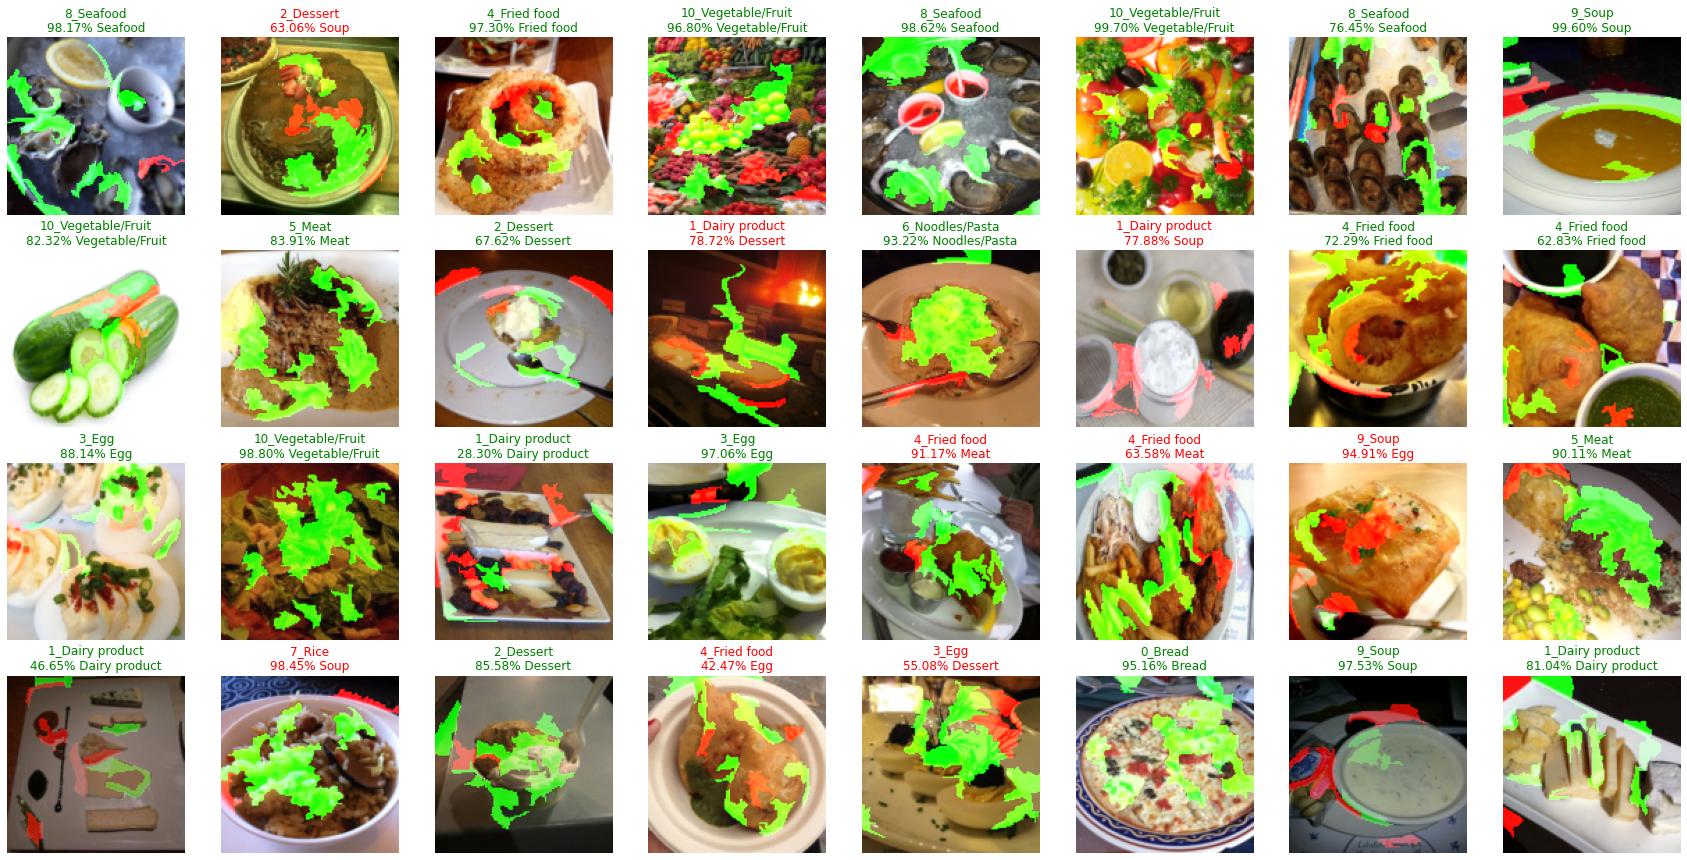 8_Seafood
98.17% Seafood
2_Dessert
63.06% Soup
4_Fried food
97.30% Fried food
10_Vegetable/Fruit
96.80% Vegetable/Fruit
8_Seafood
98.62% Seafood
10_Vegetable/Fruit
99.70% Vegetable/Fruit
8_Seafood
76.45% Seafood
9_Soup
99.60% Soup
10_Vegetable/Fruit
82.32% Vegetable/Fruit
5_Meat
83.91% Meat
2_Dessert
67.62% Dessert
1_Dairy product
78.72% Dessert
6_Noodles/Pasta
93.22% Noodles/Pasta
1_Dairy product
77.88% Soup
4_Fried food
72.29% Fried food
4_Fried food
62.83% Fried food
3_Egg
88.14% Egg
10_Vegetable/Fruit
98.80% Vegetable/Fruit
1_Dairy product
28.30% Dairy product
3_Egg
97.06% Egg
4_Fried food
91.17% Meat
4_Fried food
63.58% Meat
9_Soup
94.91% Egg
5_Meat
90.11% Meat
1_Dairy product
46.65% Dairy product
7_Rice
98.45% Soup
2_Dessert
85.58% Dessert
4_Fried food
42.47% Egg
3_Egg
55.08% Dessert
0_Bread
95.16% Bread
9_Soup
97.53% Soup
1_Dairy product
81.04% Dairy product